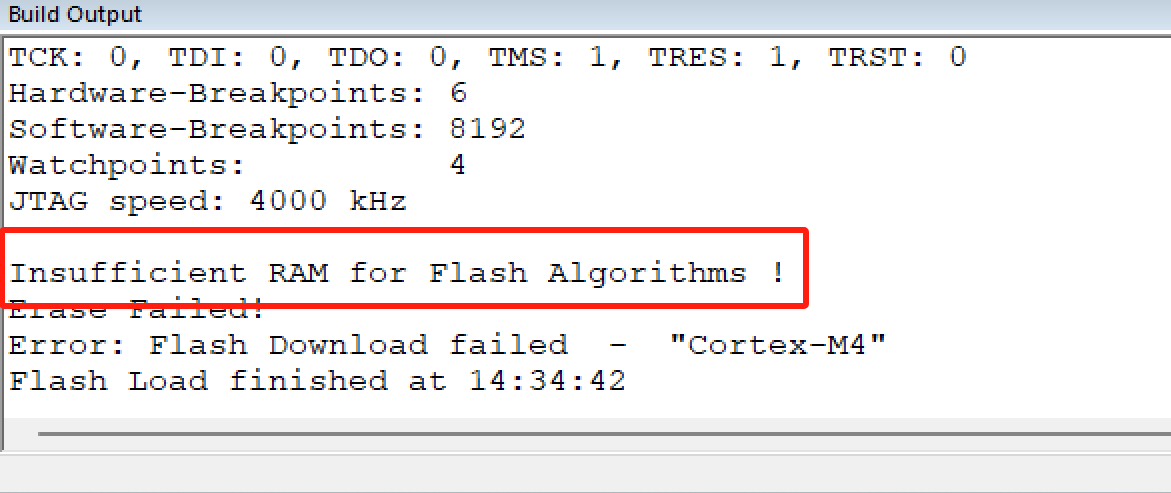 Build Output
TCK: 0, TDI: 0, TDO: 0, TMS: 1, TRES: 1, TRST: 0
Hardware-Breakpoints: 6
Software-Breakpoints: 8192
Watchpoints: 4
JTAG speed: 4000 kHz
Insufficient RAM for Flash Algorithms !
Erase Failed!
Error: Flash Download failed - "Cortex-M4"
Flash Load finished at 14:34:42